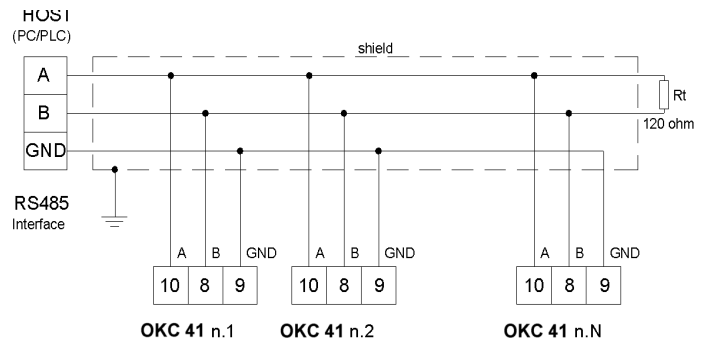 HOST
(PC/PLC)
shield
A
B
GND
Rt
120 ohm
RS485
Interface
A B GND
A B GND
A B GND
10 8 9
10 8 9
10 8 9
OKC 41 n.1
OKC 41 n.2
OKC 41 n.N